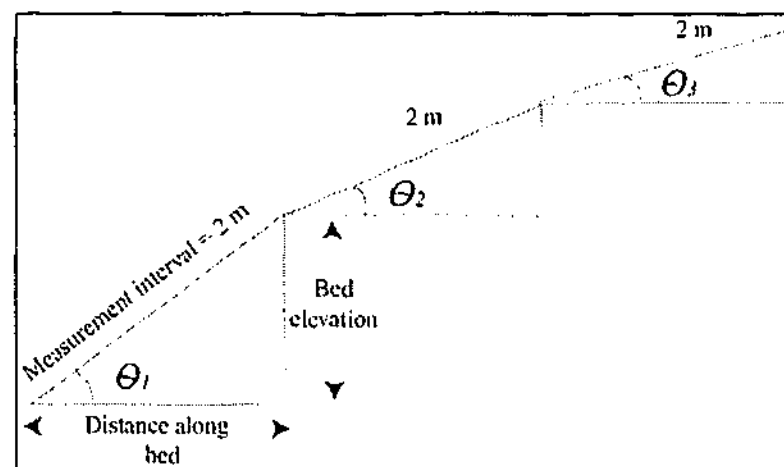 2 m
Θ3
2 m
Θ2
Measurement interval = 2 m
Bed
elevation
Θ1
Distance along
bed